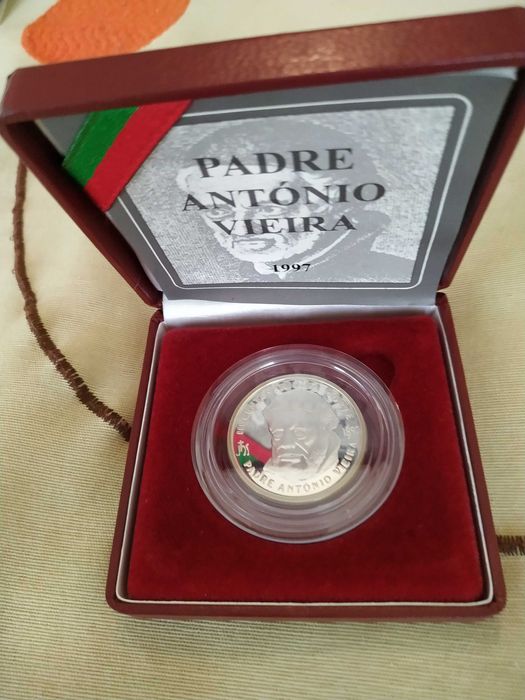 PADRE
ANTÓNIO
VIEIRA
1997
PADRE ANTÓNIO VIEIRA